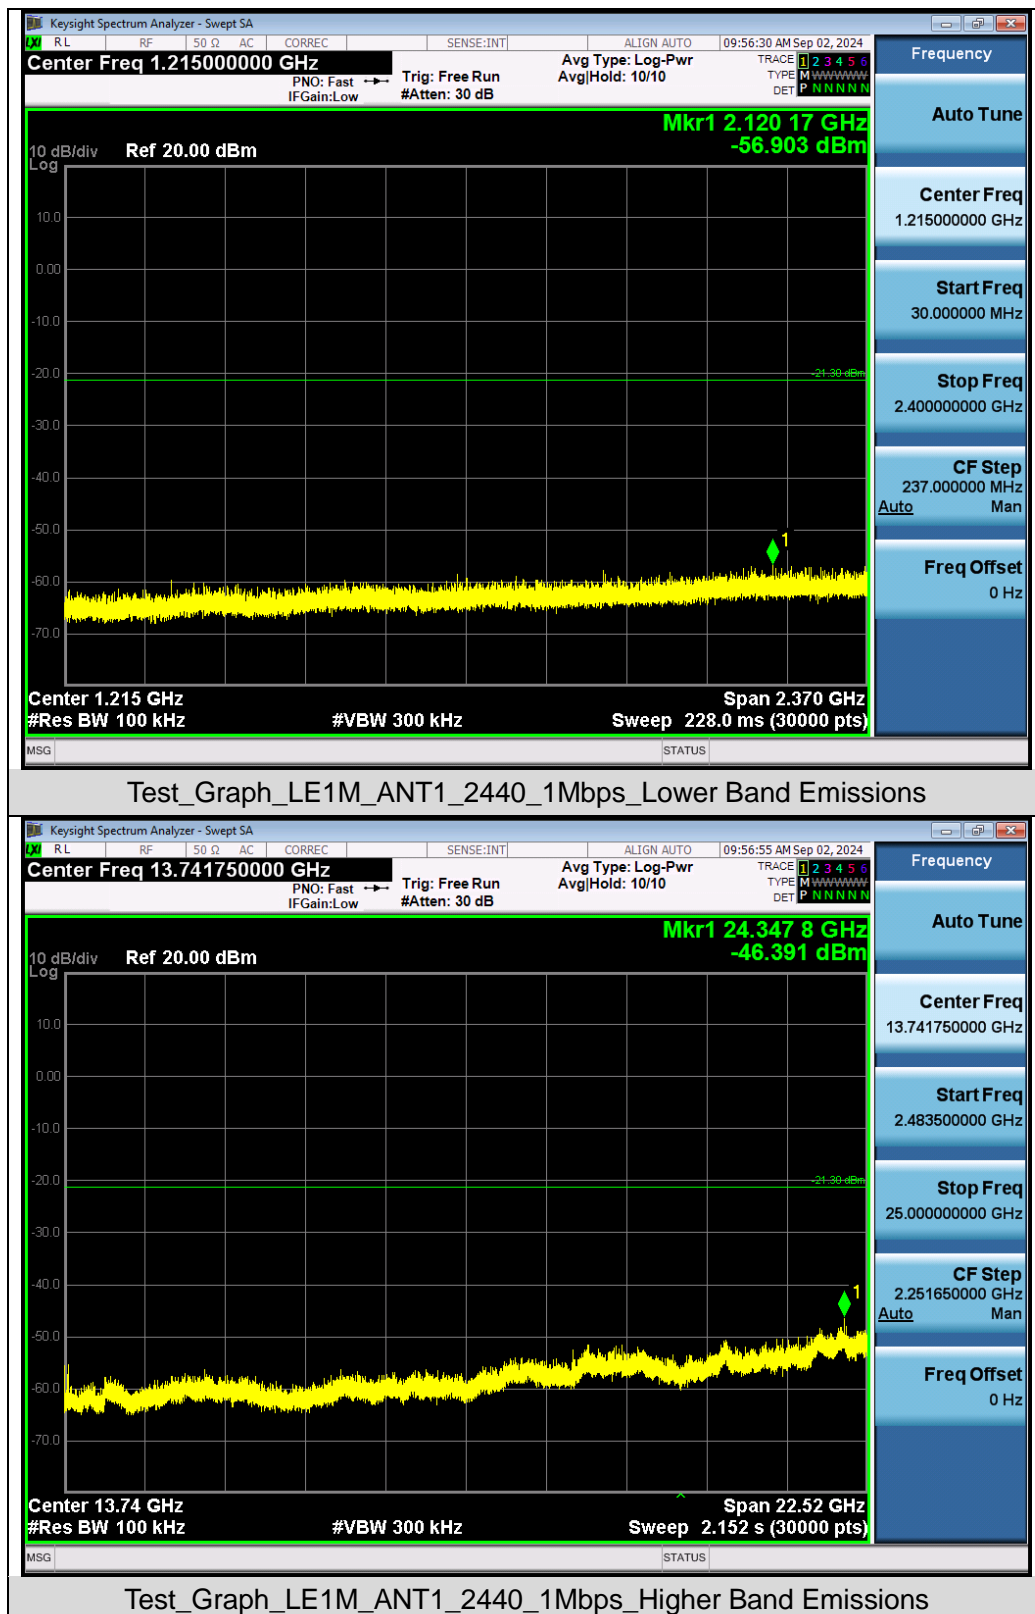 Keysight Spectrum Analyzer - Swept SA
LXI RL RF 50 Ω AC CORREC SENSE:INT ALIGN AUTO 09:56:30 AM Sep 02, 2024
Center Freq 1.215000000 GHz
PNO: Fast
IFGain:Low
Trig: Free Run
#Atten: 30 dB
Avg Type: Log-Pwr
Avg|Hold: 10/10
TRACE 1 2 3 4 5 6
TYPE M WWWWW
DET P N N N N N
Mkr1 2.120 17 GHz
-56.903 dBm
10 dB/div Ref 20.00 dBm
Log
10.0
0.00
-10.0
-20.0
-21.30 dBm
-30.0
-40.0
-50.0
1
-60.0
-70.0
Center 1.215 GHz Span 2.370 GHz
#Res BW 100 kHz #VBW 300 kHz Sweep 228.0 ms (30000 pts)
MSG STATUS
Frequency
Auto Tune
Center Freq
1.215000000 GHz
Start Freq
30.000000 MHz
Stop Freq
2.400000000 GHz
CF Step
237.000000 MHz
Auto Man
Freq Offset
0 Hz
Test_Graph_LE1M_ANT1_2440_1Mbps_Lower Band Emissions
Keysight Spectrum Analyzer - Swept SA
LXI RL RF 50 Ω AC CORREC SENSE:INT ALIGN AUTO 09:56:55 AM Sep 02, 2024
Center Freq 13.741750000 GHz
PNO: Fast
IFGain:Low
Trig: Free Run
#Atten: 30 dB
Avg Type: Log-Pwr
Avg|Hold: 10/10
TRACE 1 2 3 4 5 6
TYPE M WWWWW
DET P N N N N N
Mkr1 24.347 8 GHz
-46.391 dBm
10 dB/div Ref 20.00 dBm
Log
10.0
0.00
-10.0
-20.0
-21.30 dBm
-30.0
-40.0
1
-50.0
-60.0
-70.0
Center 13.74 GHz Span 22.52 GHz
#Res BW 100 kHz #VBW 300 kHz Sweep 2.152 s (30000 pts)
MSG STATUS
Frequency
Auto Tune
Center Freq
13.741750000 GHz
Start Freq
2.483500000 GHz
Stop Freq
25.000000000 GHz
CF Step
2.251650000 GHz
Auto Man
Freq Offset
0 Hz
Test_Graph_LE1M_ANT1_2440_1Mbps_Higher Band Emissions